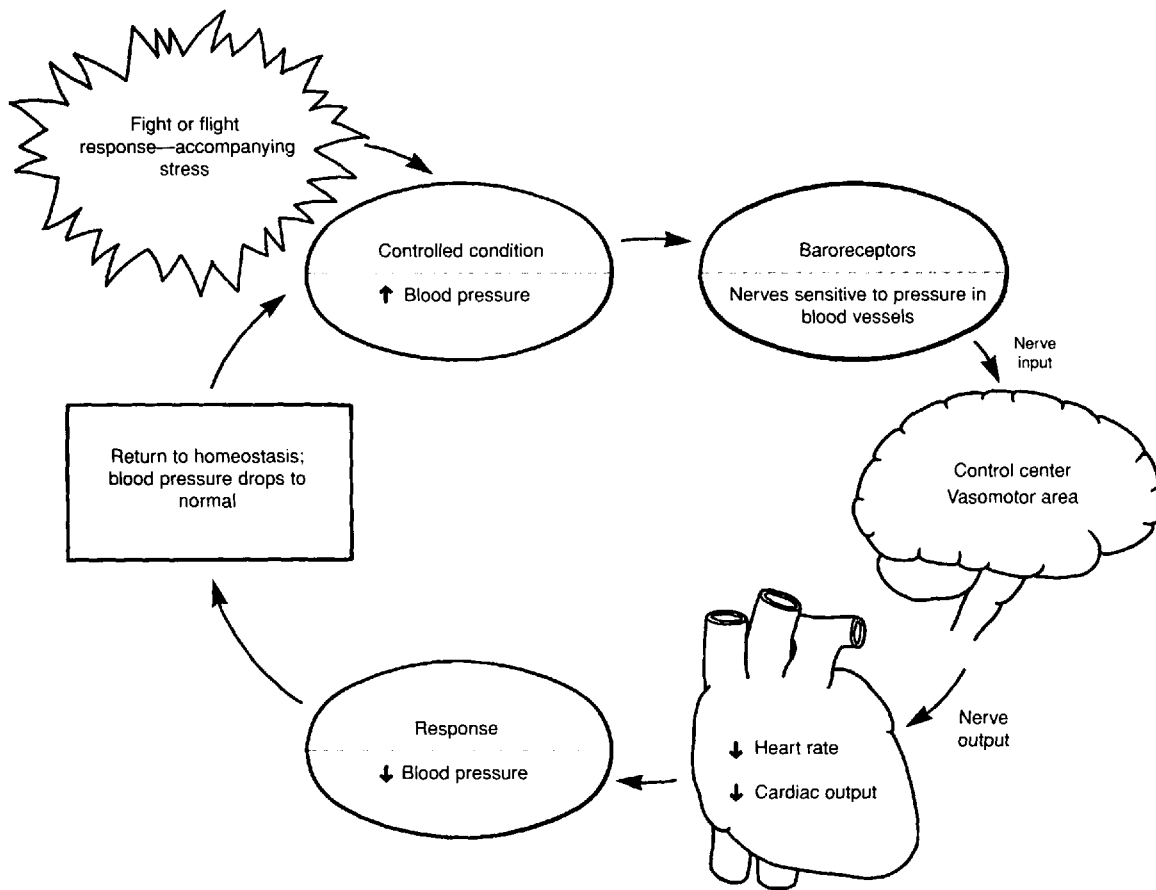 Fight or flight
response—accompanying
stress
Controlled condition
↑ Blood pressure
Baroreceptors
Nerves sensitive to pressure in
blood vessels
Nerve
input
Control center
Vasomotor area
Nerve
output
↓ Heart rate
↓ Cardiac output
Response
↓ Blood pressure
Return to homeostasis;
blood pressure drops to
normal